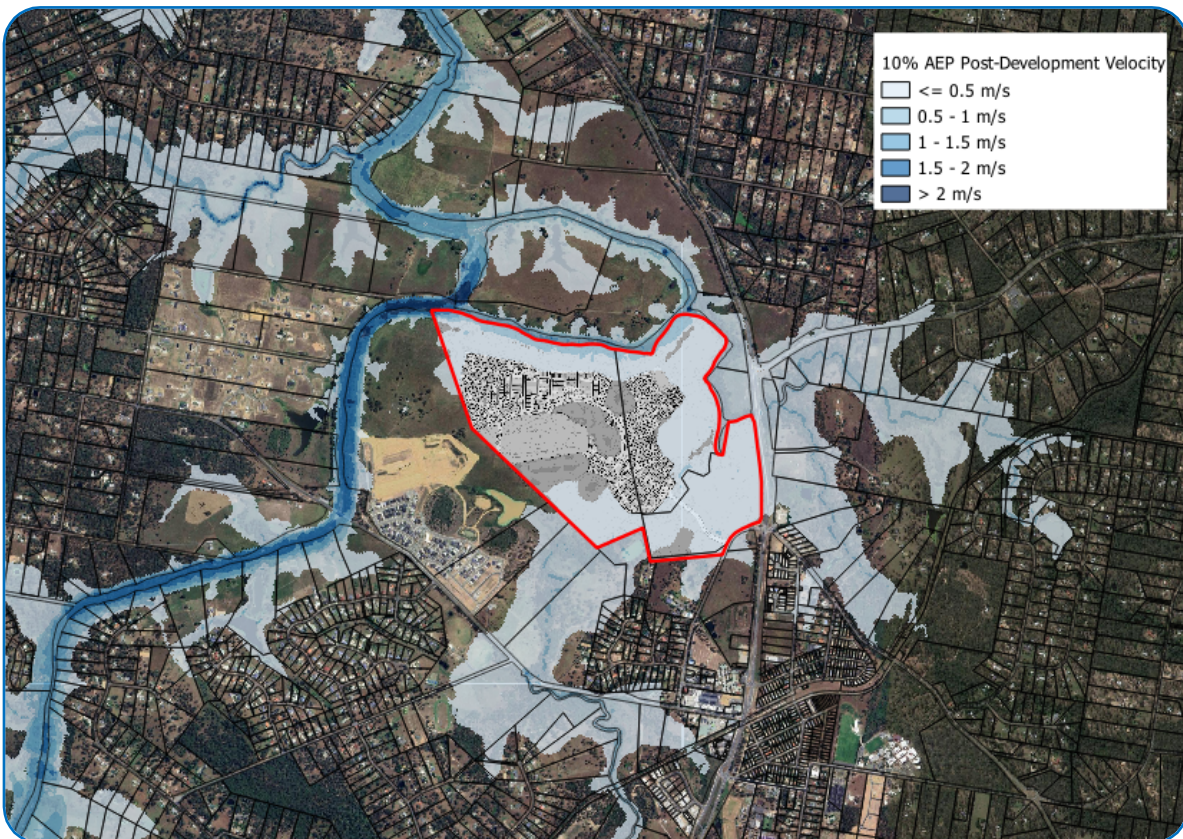 10% AEP Post-Development Velocity
<= 0.5 m/s
0.5 - 1 m/s
1 - 1.5 m/s
1.5 - 2 m/s
> 2 m/s